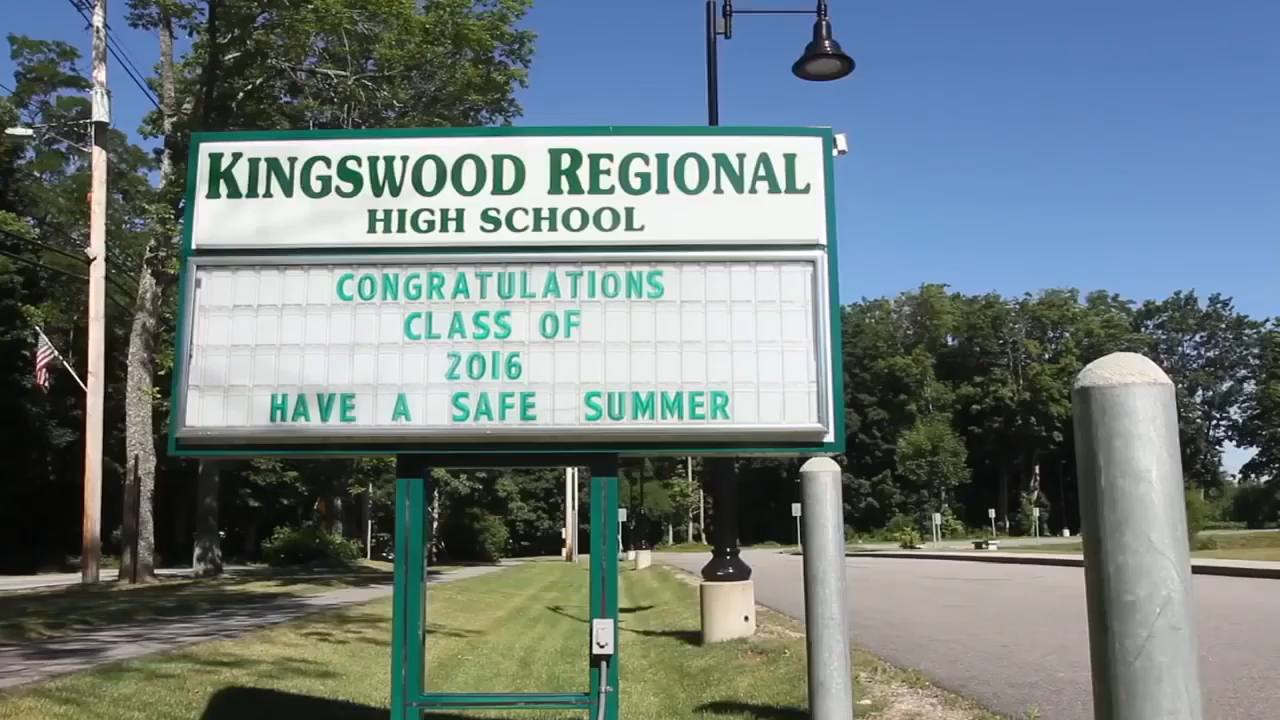 KINGSWOOD REGIONAL
HIGH SCHOOL
CONGRATULATIONS
CLASS OF
2016
HAVE A SAFE SUMMER